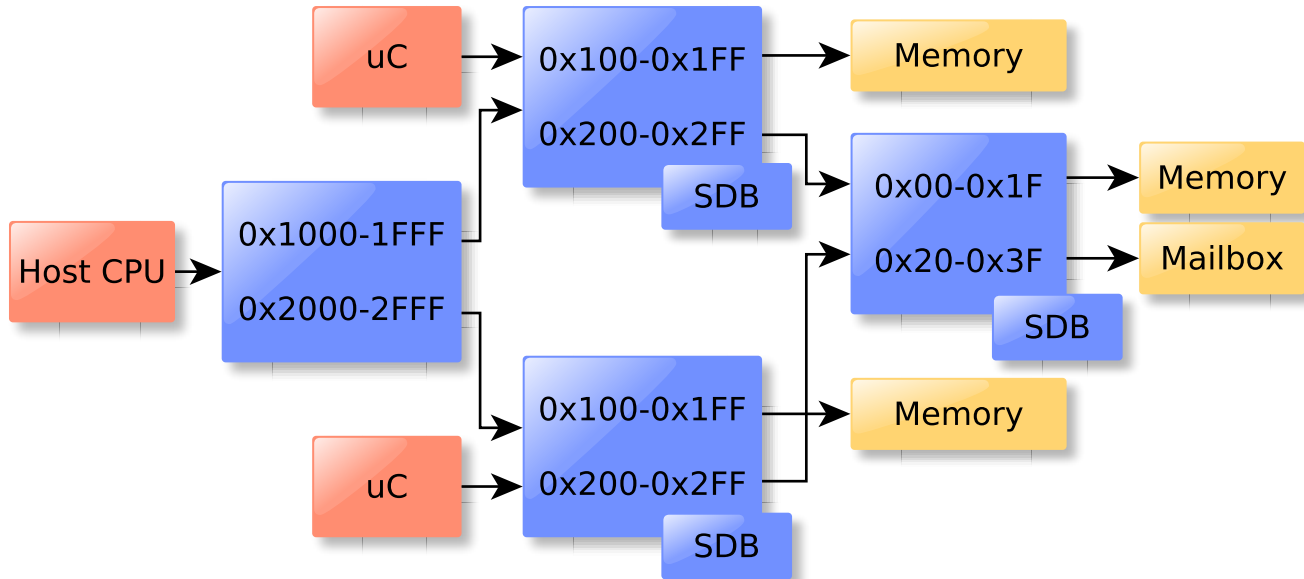 uC
0x100-0x1FF
0x200-0x2FF
SDB
Memory
Host CPU
0x1000-1FFF
0x2000-2FFF
0x00-0x1F
0x20-0x3F
SDB
Memory
Mailbox
uC
0x100-0x1FF
0x200-0x2FF
SDB
Memory